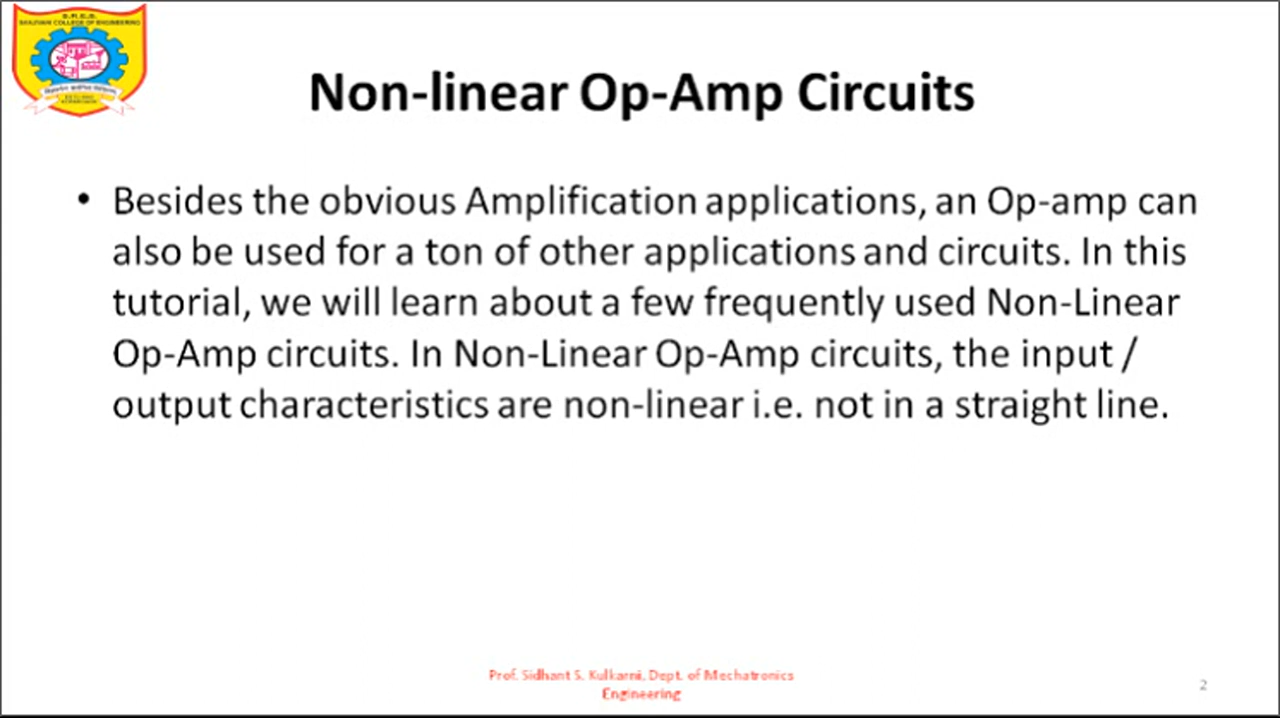 Non-linear Op-Amp Circuits
• Besides the obvious Amplification applications, an Op-amp can
also be used for a ton of other applications and circuits. In this
tutorial, we will learn about a few frequently used Non-Linear
Op-Amp circuits. In Non-Linear Op-Amp circuits, the input /
output characteristics are non-linear i.e. not in a straight line.
Prof. Sidhant S. Kulkarni, Dept. of Mechatronics
Engineering
2